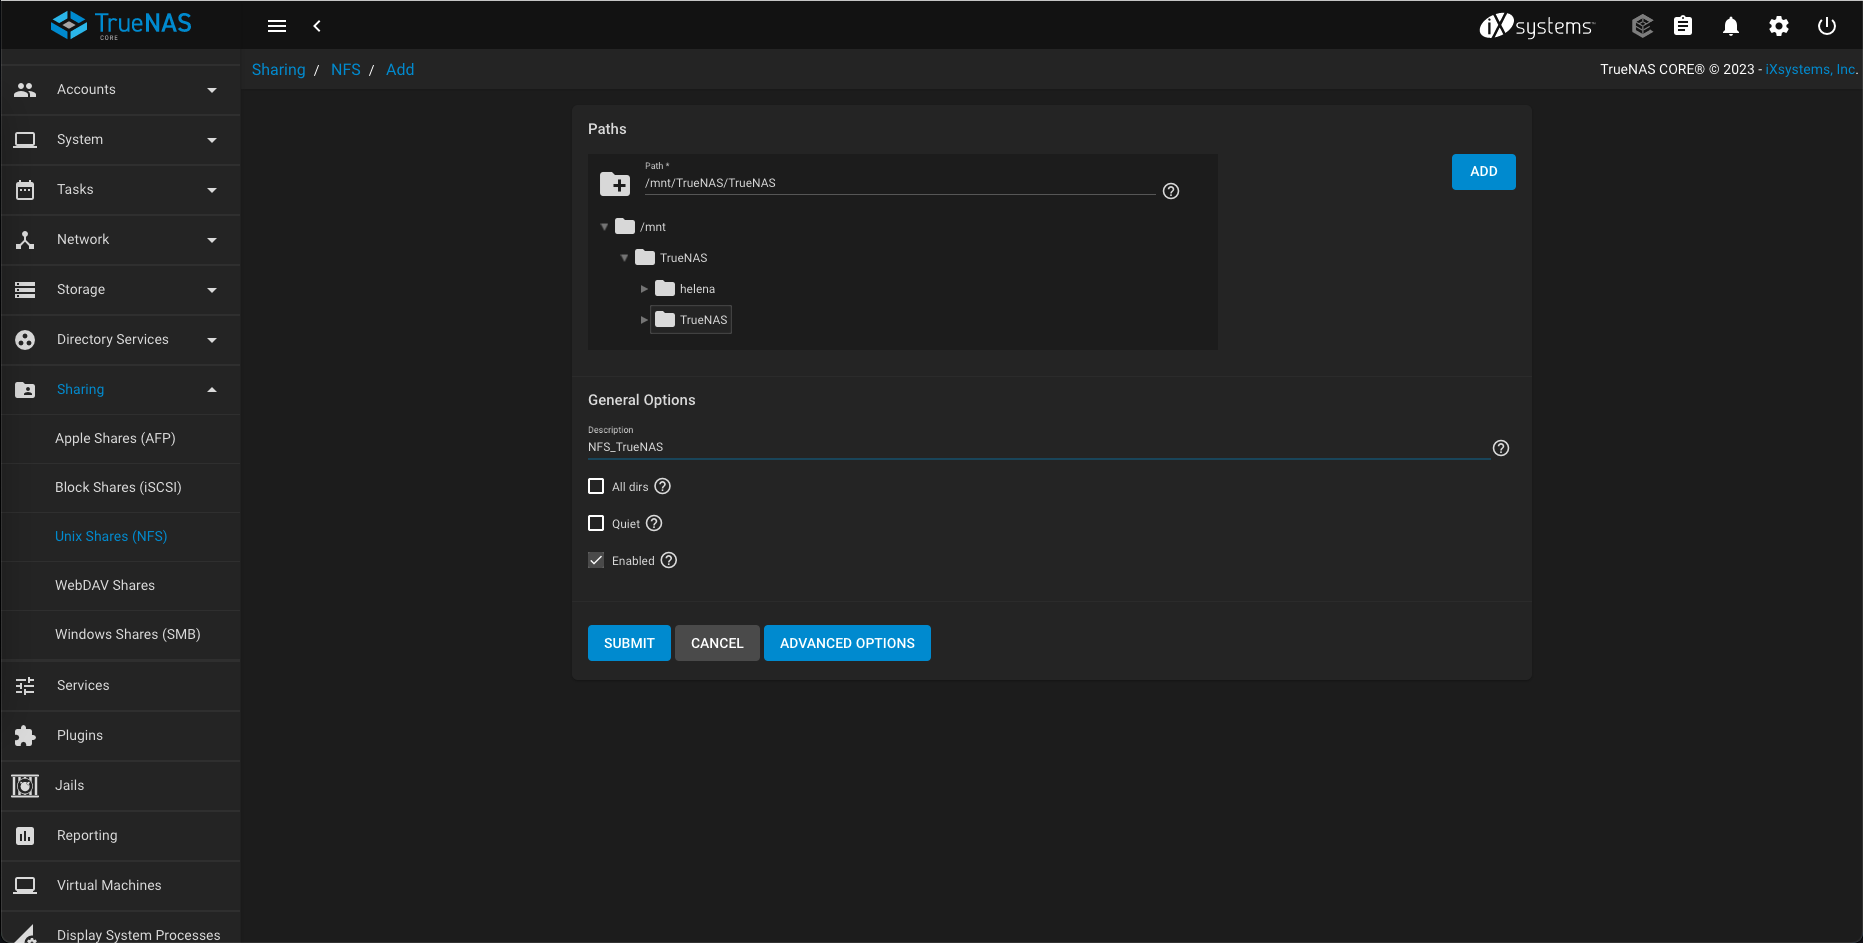 TrueNAS
CORE
iXsystems
Sharing / NFS / Add
TrueNAS CORE® © 2023 - iXsystems, Inc.
Accounts
System
Tasks
Network
Storage
Directory Services
Sharing
Apple Shares (AFP)
Block Shares (iSCSI)
Unix Shares (NFS)
WebDAV Shares
Windows Shares (SMB)
Services
Plugins
Jails
Reporting
Virtual Machines
Display System Processes
Paths
Path *
/mnt/TrueNAS/TrueNAS
ADD
/mnt
TrueNAS
helena
TrueNAS
General Options
Description
NFS_TrueNAS
All dirs
Quiet
Enabled
SUBMIT CANCEL ADVANCED OPTIONS